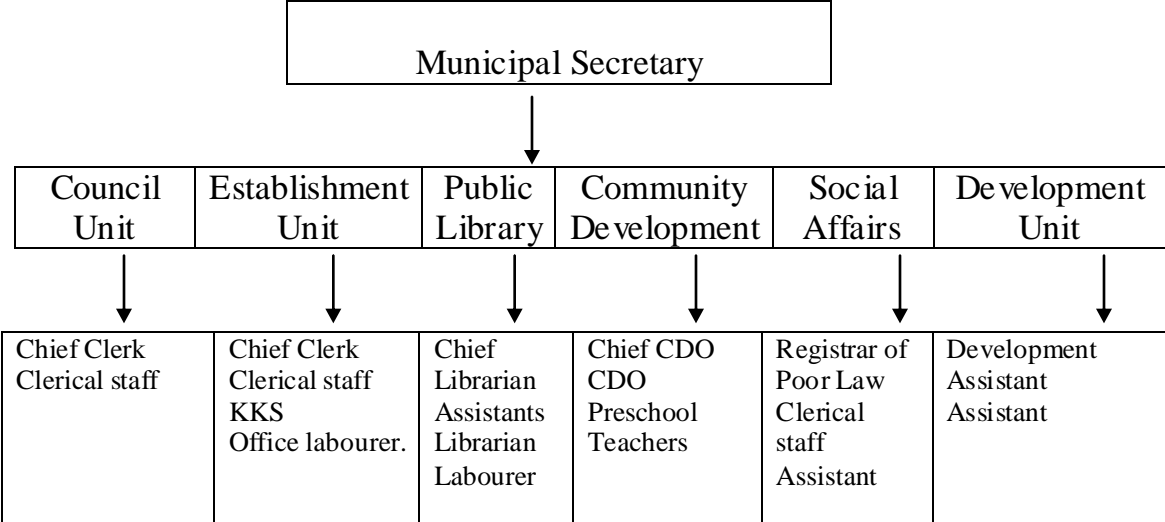 Municipal Secretary
Council
Unit
Establishment
Unit
Public
Library
Community
Development
Social
Affairs
Development
Unit
Chief Clerk
Clerical staff
Chief Clerk
Clerical staff
KKS
Office labourer.
Chief
Librarian
Assistants
Librarian
Labourer
Chief CDO
CDO
Preschool
Teachers
Registrar of
Poor Law
Clerical
staff
Assistant
Development
Assistant
Assistant